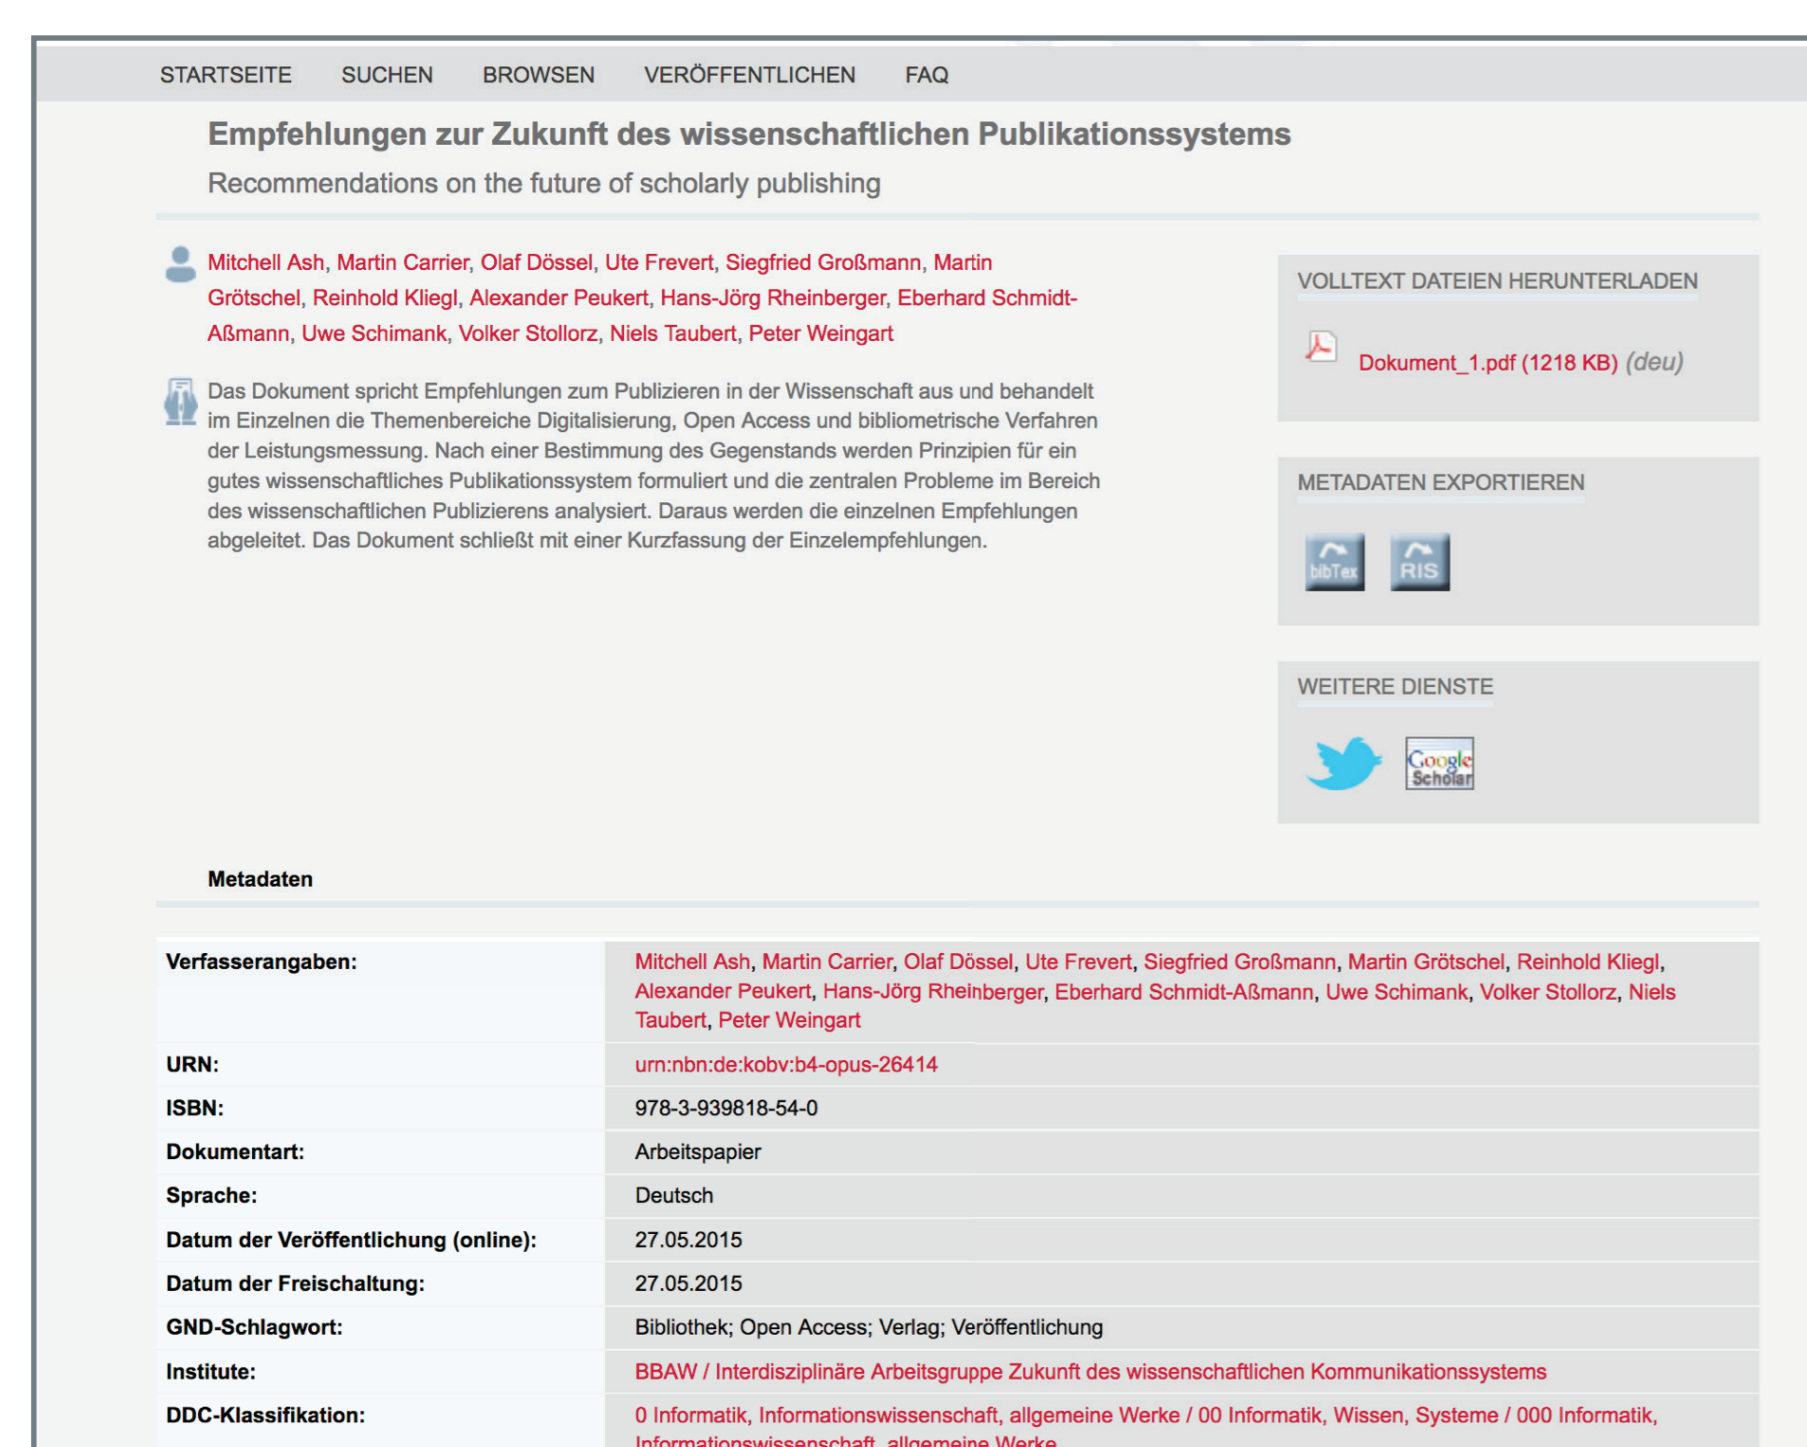 STARTSEITE SUCHEN BROWSEN VERÖFFENTLICHEN FAQ
Empfehlungen zur Zukunft des wissenschaftlichen Publikationssystems
Recommendations on the future of scholarly publishing
Mitchell Ash, Martin Carrier, Olaf Dössel, Ute Frevert, Siegfried Großmann, Martin
Grötschel, Reinhold Kliegl, Alexander Peukert, Hans-Jörg Rheinberger, Eberhard Schmidt-
Aßmann, Uwe Schimank, Volker Stollorz, Niels Taubert, Peter Weingart
Das Dokument spricht Empfehlungen zum Publizieren in der Wissenschaft aus und behandelt
im Einzelnen die Themenbereiche Digitalisierung, Open Access und bibliometrische Verfahren
der Leistungsmessung. Nach einer Bestimmung des Gegenstands werden Prinzipien für ein
gutes wissenschaftliches Publikationssystem formuliert und die zentralen Probleme im Bereich
des wissenschaftlichen Publizierens analysiert. Daraus werden die einzelnen Empfehlungen
abgeleitet. Das Dokument schließt mit einer Kurzfassung der Einzelempfehlungen.
VOLLTEXT DATEIEN HERUNTERLADEN
Dokument_1.pdf (1218 KB) (deu)
METADATEN EXPORTIEREN
bibTex RIS
WEITERE DIENSTE
Google
Scholar
Metadaten
Verfasserangaben: Mitchell Ash, Martin Carrier, Olaf Dössel, Ute Frevert, Siegfried Großmann, Martin Grötschel, Reinhold Kliegl,
Alexander Peukert, Hans-Jörg Rheinberger, Eberhard Schmidt-Aßmann, Uwe Schimank, Volker Stollorz, Niels
Taubert, Peter Weingart
URN: urn:nbn:de:kobv:b4-opus-26414
ISBN: 978-3-939818-54-0
Dokumentart: Arbeitspapier
Sprache: Deutsch
Datum der Veröffentlichung (online): 27.05.2015
Datum der Freischaltung: 27.05.2015
GND-Schlagwort: Bibliothek; Open Access; Verlag; Veröffentlichung
Institute: BBAW / Interdisziplinäre Arbeitsgruppe Zukunft des wissenschaftlichen Kommunikationssystems
DDC-Klassifikation: 0 Informatik, Informationswissenschaft, allgemeine Werke / 00 Informatik, Wissen, Systeme / 000 Informatik,
Informationswissenschaft, allgemeine Werke